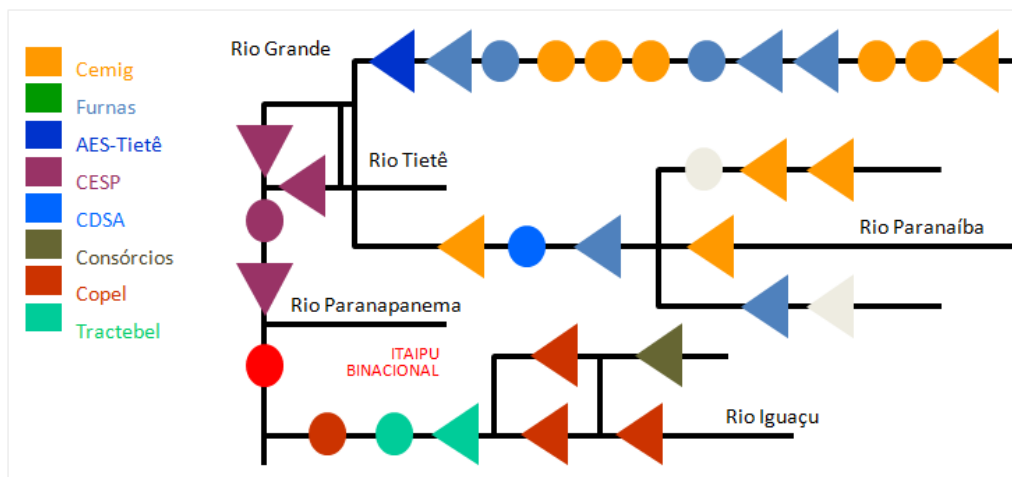 Rio Grande
Cemig
Furnas
AES-Tietê
CESP
CDSA
Consórcios
Copel
Tractebel
Rio Tietê
Rio Paranaíba
Rio Paranapanema
ITAIPU
BINACIONAL
Rio Iguaçu